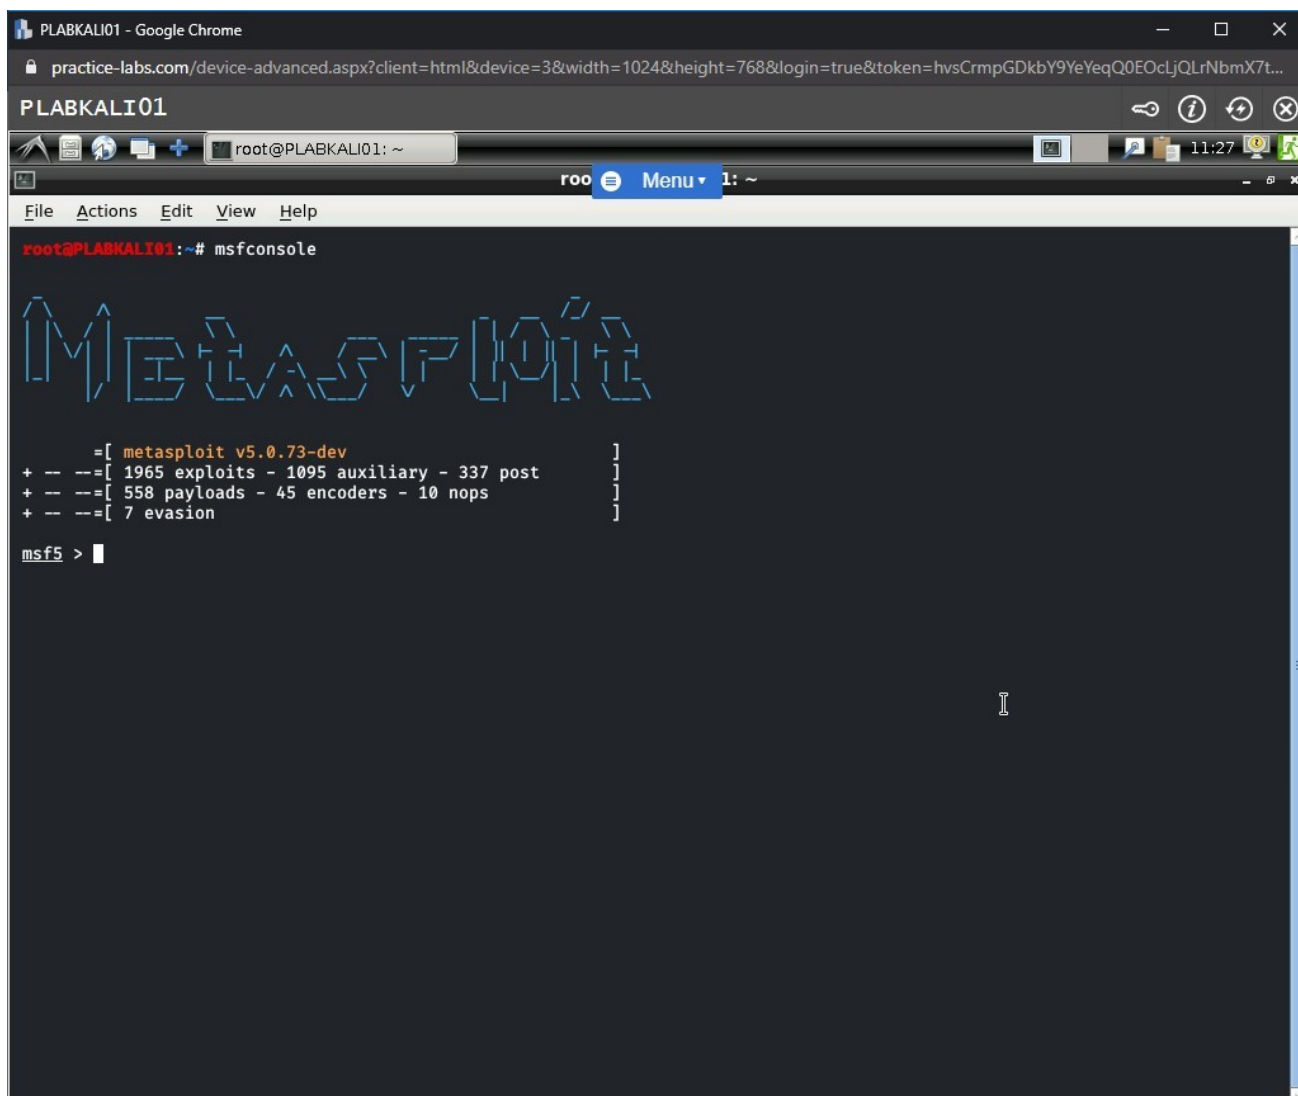 PLABKALI01 - Google Chrome
practice-labs.com/device-advanced.aspx?client=html&device=3&width=1024&height=768&login=true&token=hvsCrmpGDkbY9YeYeqQ0EOcLjQLrNbmX7t...
PLABKALI01
root@PLABKALI01: ~
11:27
roo Menu 1: ~
File Actions Edit View Help
root@PLABKALI01:~# msfconsole
METASPLOIT
=[ metasploit v5.0.73-dev ]
+ -- --=[ 1965 exploits - 1095 auxiliary - 337 post ]
+ -- --=[ 558 payloads - 45 encoders - 10 nops ]
+ -- --=[ 7 evasion ]
msf5 >